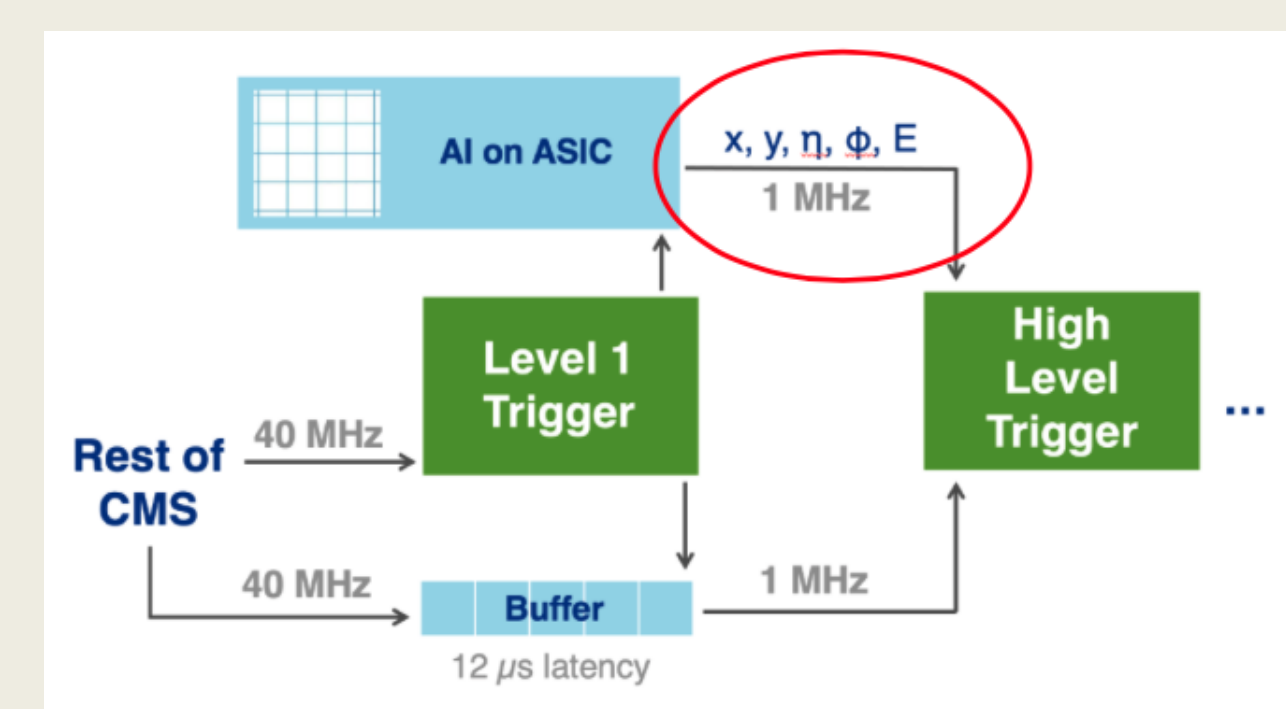 AI on ASIC
x, y, η, ϕ, E
1 MHz
Level 1
Trigger
High
Level
Trigger
...
Rest of
CMS
40 MHz
40 MHz
Buffer
1 MHz
12 μs latency